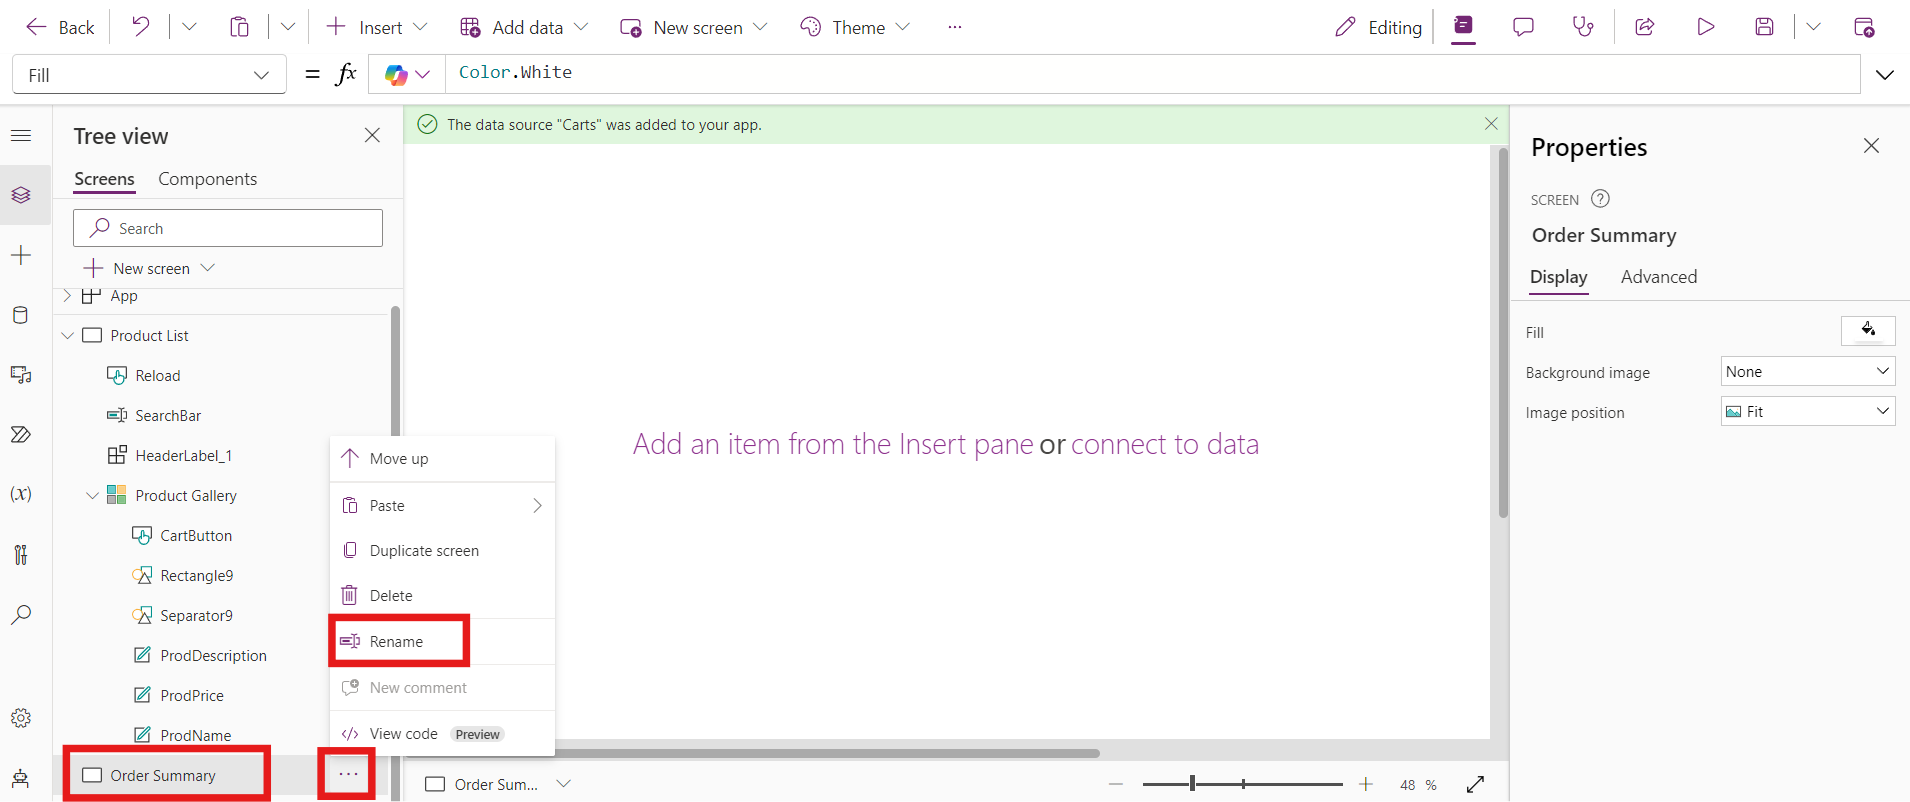 Back
Insert
Add data
New screen
Theme
...
Editing
Fill
= fx
Color.White
Tree view
Screens
Components
Search
New screen
App
Product List
Reload
SearchBar
HeaderLabel_1
Product Gallery
CartButton
Rectangle9
Separator9
ProdDescription
ProdPrice
ProdName
Order Summary
...
(x)
Move up
Paste
Duplicate screen
Delete
Rename
New comment
View code Preview
The data source "Carts" was added to your app.
Add an item from the Insert pane or connect to data
Order Sum...
48 %
Properties
SCREEN ?
Order Summary
Display
Advanced
Fill
Background image
None
Image position
Fit